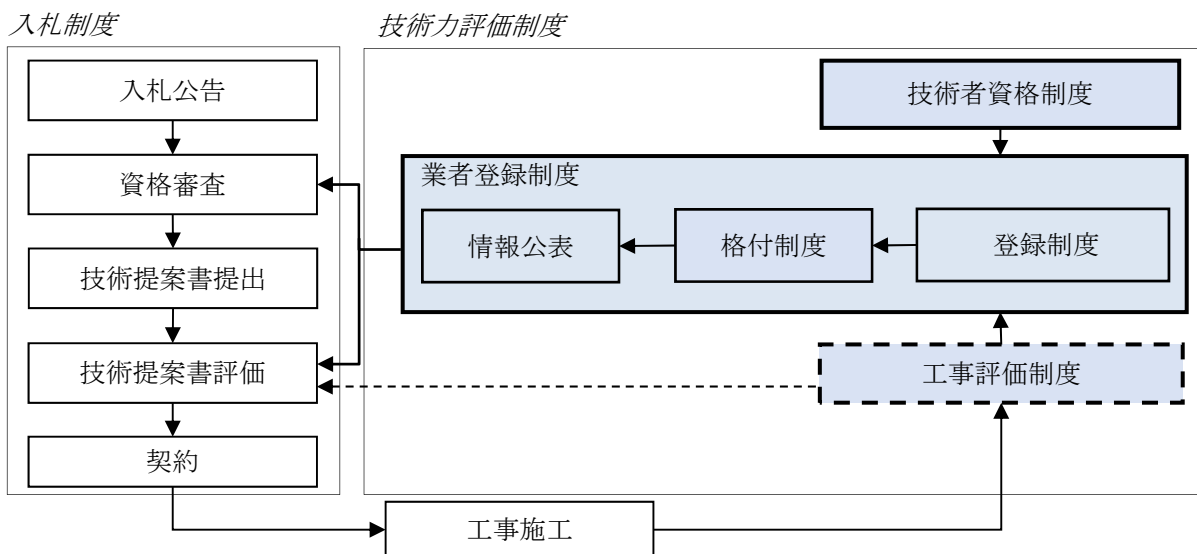 入札制度
技術力評価制度
入札公告
資格審査
技術提案書提出
技術提案書評価
契約
技術者資格制度
業者登録制度
情報公表
格付制度
登録制度
工事評価制度
工事施工